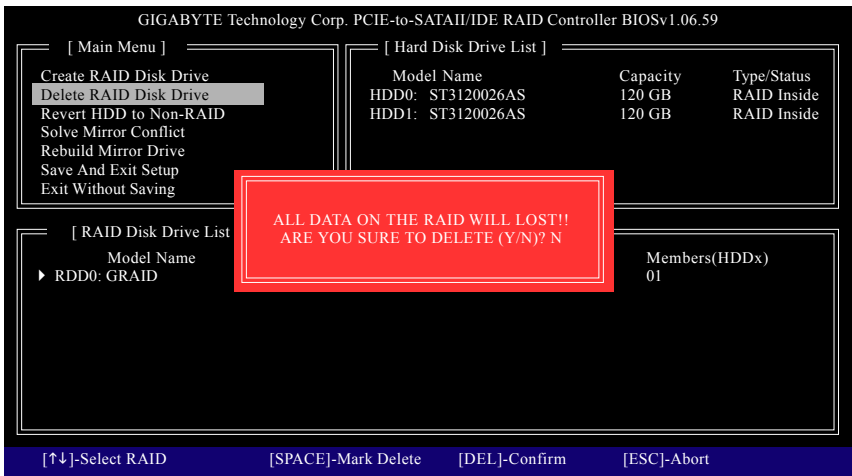 GIGABYTE Technology Corp. PCIE-to-SATAII/IDE RAID Controller BIOSv1.06.59
[ Main Menu ]
Create RAID Disk Drive
Delete RAID Disk Drive
Revert HDD to Non-RAID
Solve Mirror Conflict
Rebuild Mirror Drive
Save And Exit Setup
Exit Without Saving
[ Hard Disk Drive List ]
Model Name Capacity Type/Status
HDD0: ST3120026AS 120 GB RAID Inside
HDD1: ST3120026AS 120 GB RAID Inside
ALL DATA ON THE RAID WILL LOST!!
ARE YOU SURE TO DELETE (Y/N)? N
[ RAID Disk Drive List
Model Name Members(HDDx)
RDD0: GRAID 01
[↑↓]-Select RAID [SPACE]-Mark Delete [DEL]-Confirm [ESC]-Abort